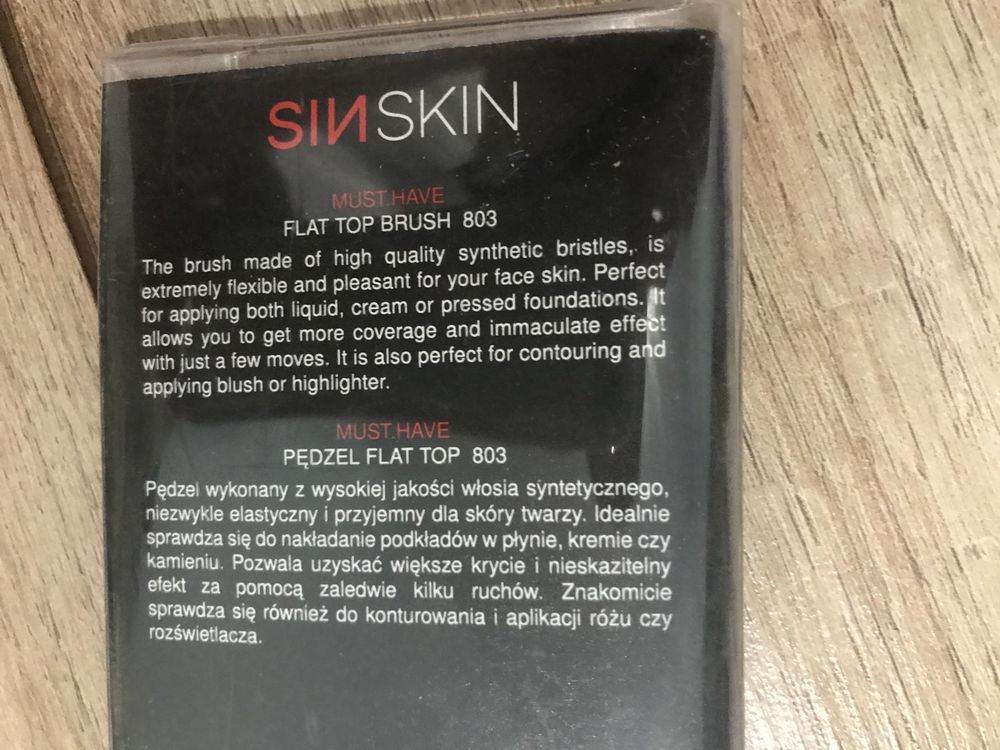 SINSKIN
MUST.HAVE
FLAT TOP BRUSH 803
The brush made of high quality synthetic bristles,. is
extremely flexible and pleasant for your face skin. Perfect
for applying both liquid, cream or pressed foundations. It
allows you to get more coverage and immaculate effect
with just a few moves. It is also perfect for contouring and
applying blush or highlighter.
MUST.HAVE
PĘDZEL FLAT TOP 803
Pędzel wykonany z wysokiej jakości włosia syntetycznego,
niezwykle elastyczny i przyjemny dla skóry twarzy. Idealnie
sprawdza się do nakładanie podkładów w płynie, kremie czy
kamieniu. Pozwala uzyskać większe krycie i nieskazitelny
efekt za pomocą zaledwie kilku ruchów. Znakomicie
sprawdza się również do konturowania i aplikacji różu czy
rozświetlacza.